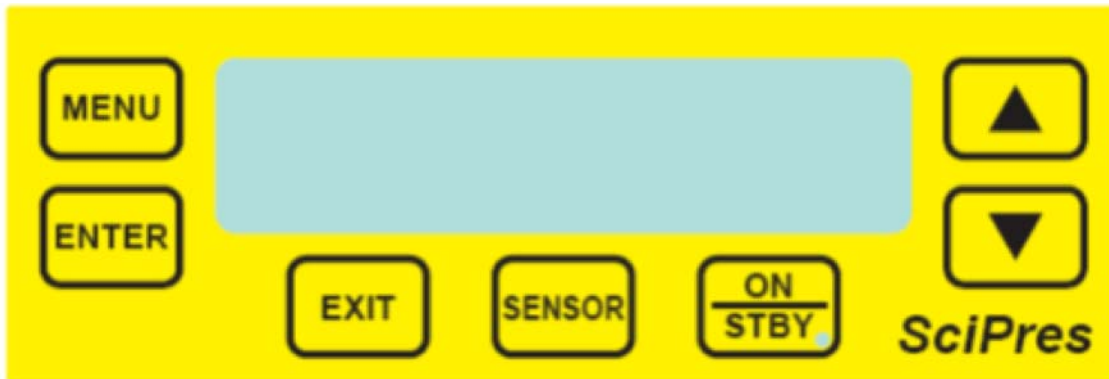 MENU
ENTER
EXIT
SENSOR
ON
STBY
SciPres